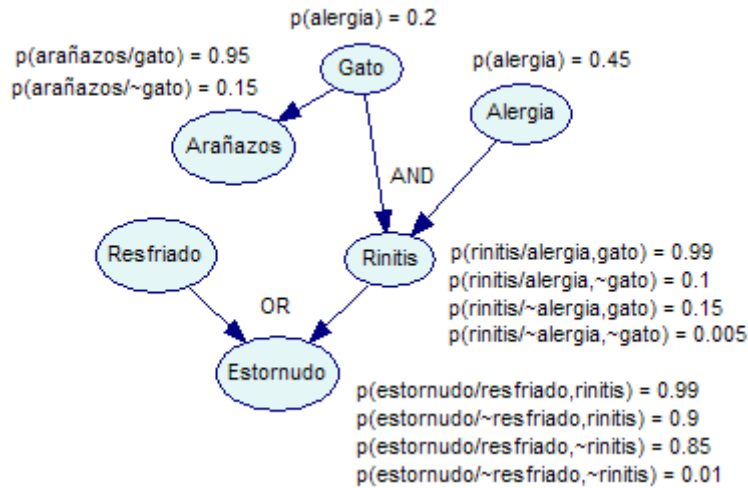 p(alergia) = 0.2
p(arañazos/gato) = 0.95
p(arañazos/~gato) = 0.15
Gato
p(alergia) = 0.45
Alergia
Arañazos
AND
Resfriado
Rinitis
p(rinitis/alergia,gato) = 0.99
p(rinitis/alergia,~gato) = 0.1
p(rinitis/~alergia,gato) = 0.15
p(rinitis/~alergia,~gato) = 0.005
OR
Estornudo
p(estornudo/resfriado,rinitis) = 0.99
p(estornudo/~resfriado,rinitis) = 0.9
p(estornudo/resfriado,~rinitis) = 0.85
p(estornudo/~resfriado,~rinitis) = 0.01